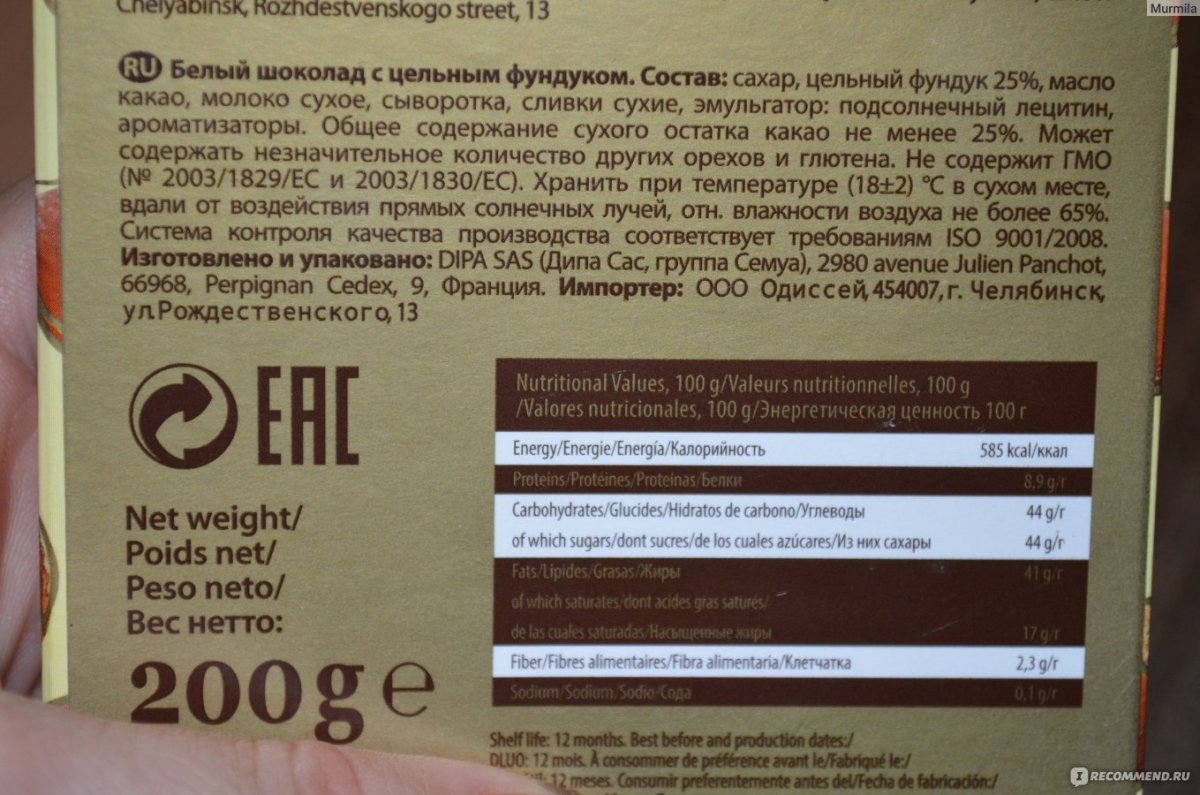 Murmila
Chelyabinsk, Rozhdestvenskogo street, 13
RU Белый шоколад с цельным фундуком. Состав: сахар, цельный фундук 25%, масло
какао, молоко сухое, сыворотка, сливки сухие, эмульгатор: подсолнечный лецитин,
ароматизаторы. Общее содержание сухого остатка какао не менее 25%. Может
содержать незначительное количество других орехов и глютена. Не содержит ГМО
(№ 2003/1829/ЕС и 2003/1830/ЕС). Хранить при температуре (18±2) °С в сухом месте,
вдали от воздействия прямых солнечных лучей, отн. влажности воздуха не более 65%.
Система контроля качества производства соответствует требованиям ISO 9001/2008.
Изготовлено и упаковано: DIPA SAS (Дипа Сас, группа Семуа), 2980 avenue Julien Panchot,
66968, Perpignan Cedex, 9, Франция. Импортер: ООО Одиссей, 454007, г. Челябинск,
ул.Рождественского, 13
EAC
Nutritional Values, 100 g/Valeurs nutritionnelles, 100 g
/Valores nutricionales, 100 g/Энергетическая ценность 100 г
Energy/Energie/Energía/Калорийность 585 kcal/ккал
Proteins/Protéines/Proteínas/Белки 8,9 g/г
Carbohydrates/Glucides/Hidratos de carbono/Углеводы 44 g/г
of which sugars/dont sucres/de los cuales azúcares/Из них сахары 44 g/г
Fats/Lipides/Grasas/Жиры 41 g/г
of which saturates/dont acides gras saturés/
de las cuales saturadas/Насыщенные жиры 17 g/г
Fiber/Fibres alimentaires/Fibra alimentaria/Клетчатка 2,3 g/г
Sodium/Sodium/Sodio/Сода 0,1 g/г
Net weight/
Poids net/
Peso neto/
Вес нетто:
200g e
Shelf life: 12 months. Best before and production dates:/
DLUO: 12 mois. À consommer de préférence avant le/Fabriqué le:/
12 meses. Consumir preferentemente antes del/Fecha de fabricación:/
IRECOMMEND.RU